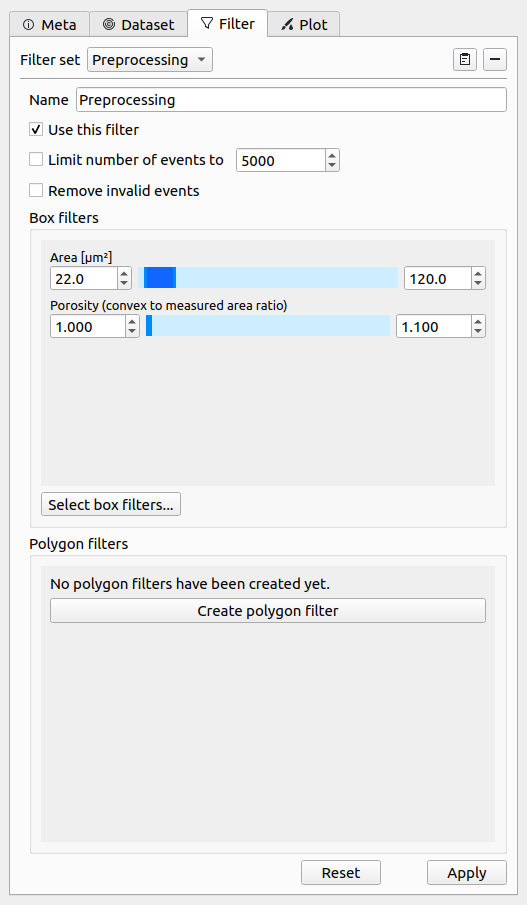 Meta Dataset Filter Plot
Filter set Preprocessing
Name Preprocessing
Use this filter
Limit number of events to 5000
Remove invalid events
Box filters
Area [µm²]
22.0 120.0
Porosity (convex to measured area ratio)
1.000 1.100
Select box filters...
Polygon filters
No polygon filters have been created yet.
Create polygon filter
Reset Apply